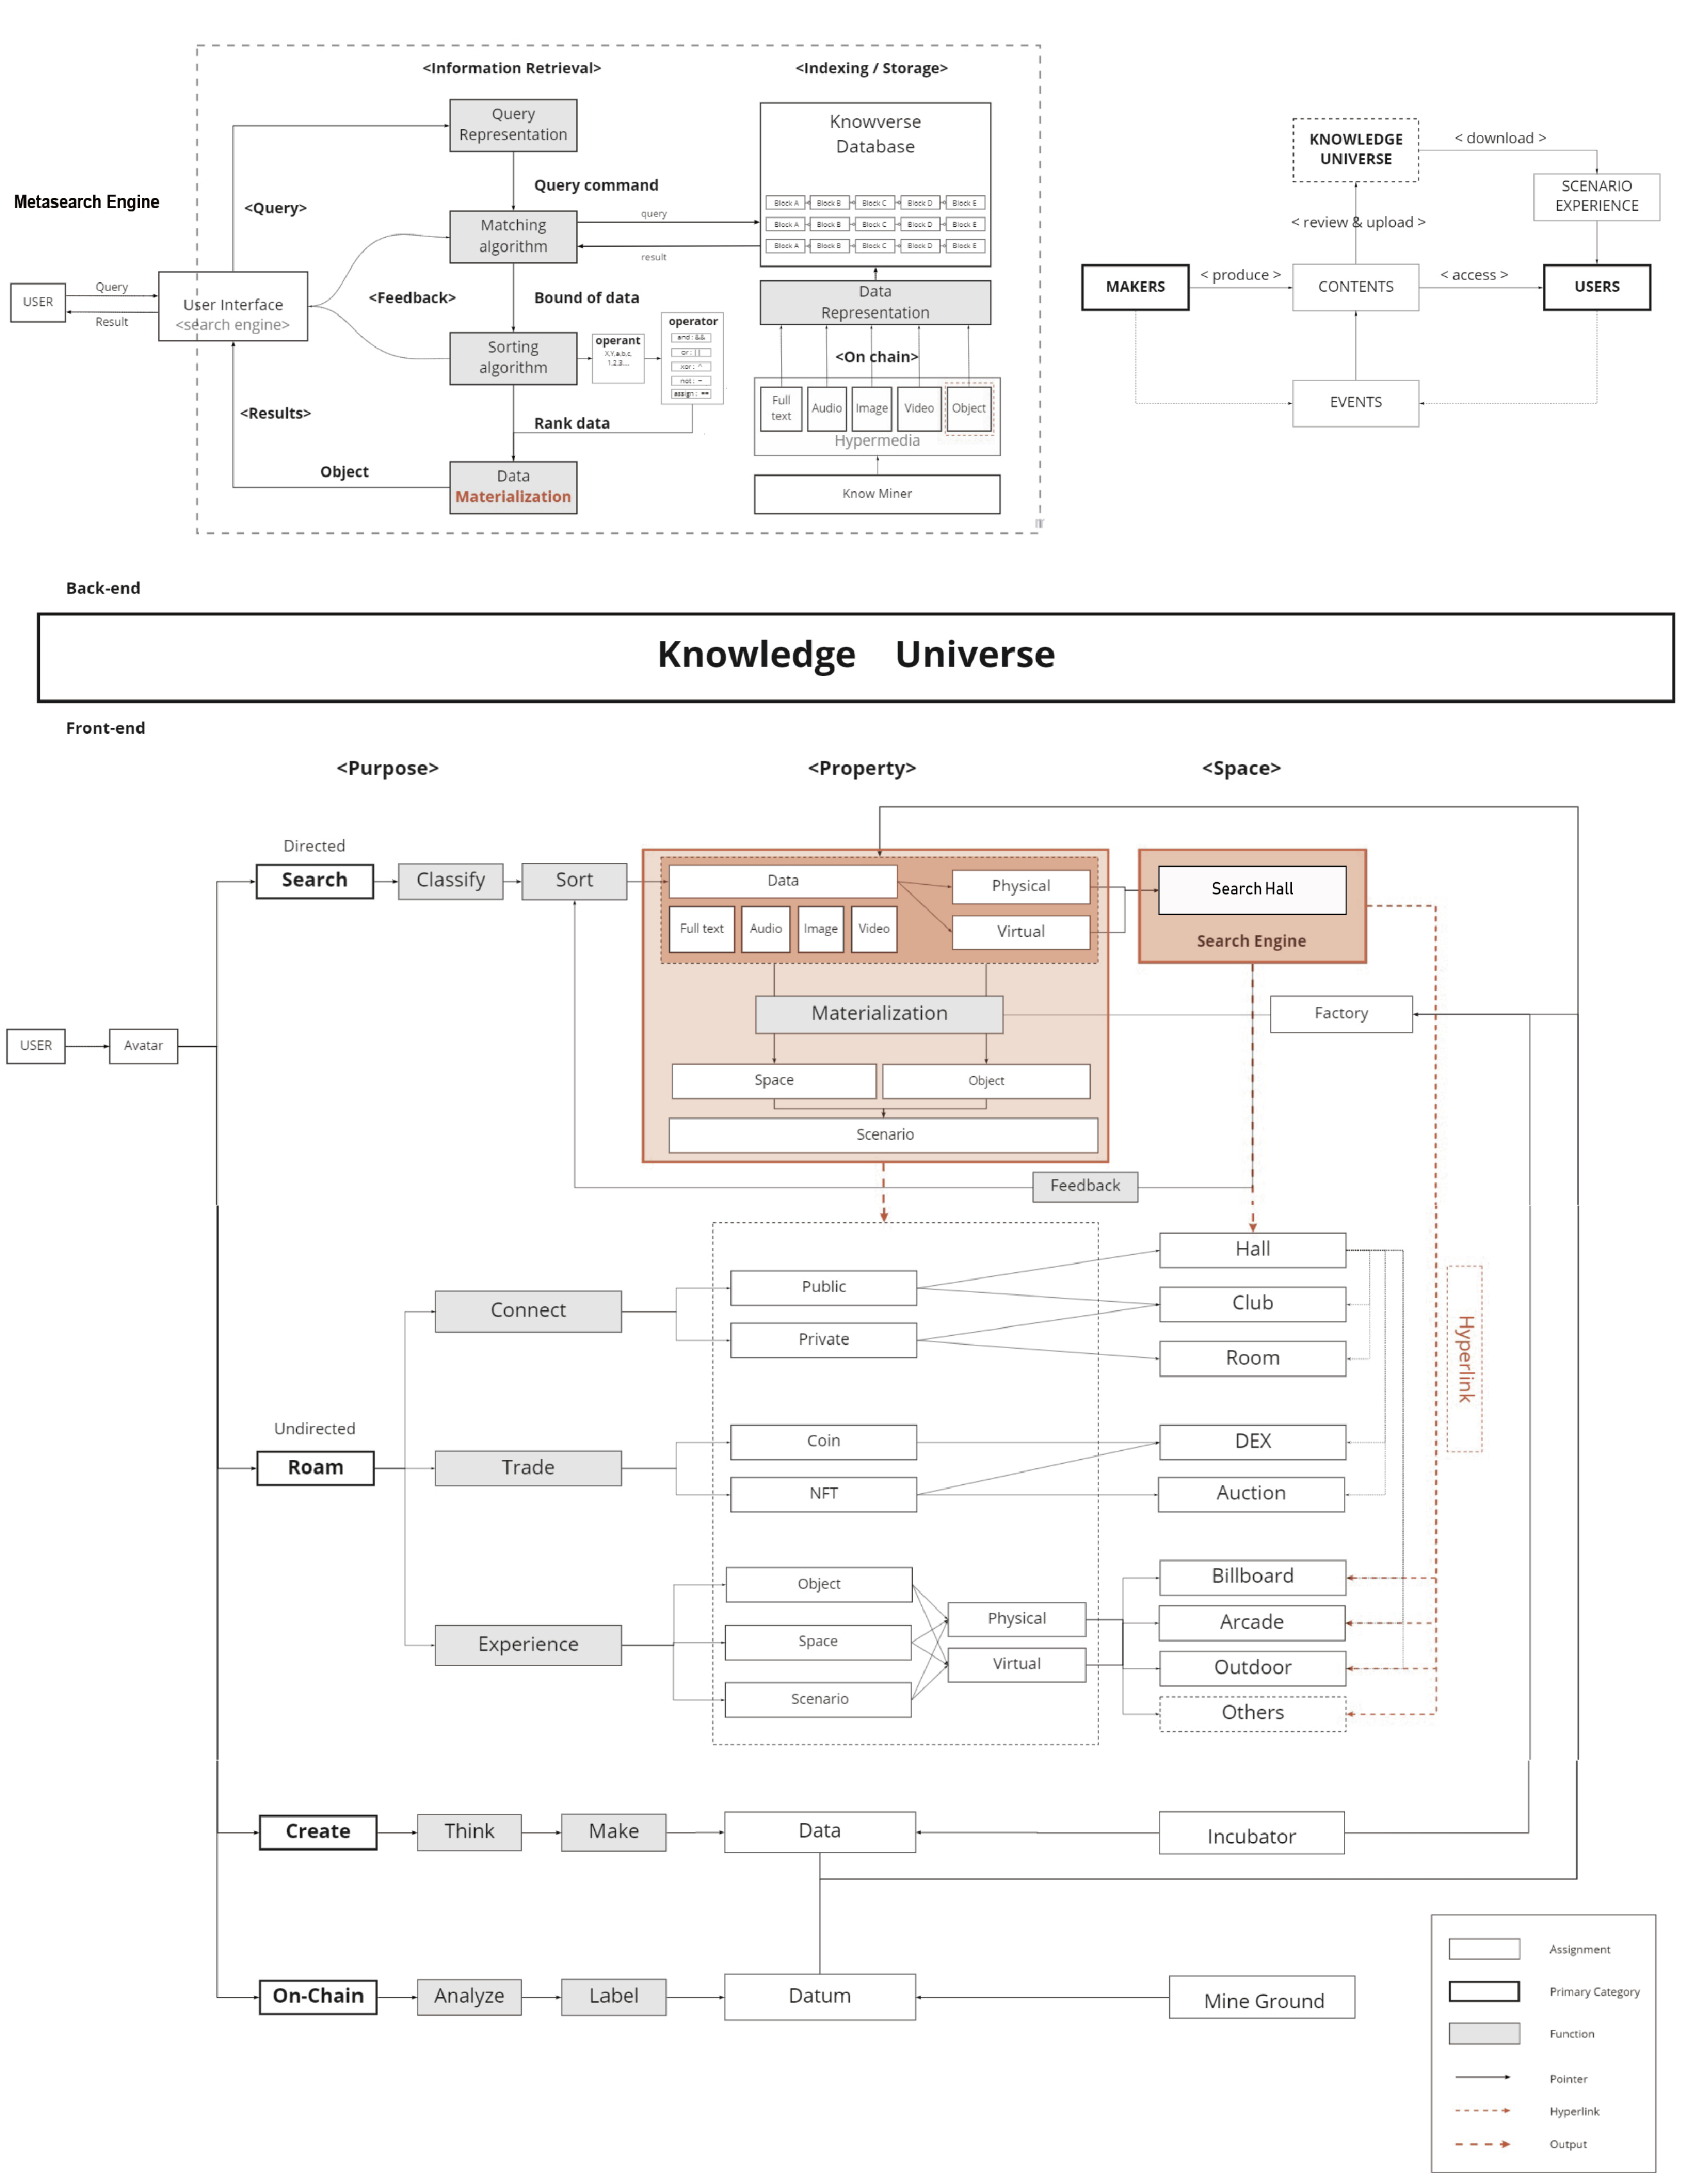 <Information Retrieval>
<Indexing / Storage>
Metasearch Engine
USER
Query
Result
User Interface
<search engine>
<Query>
<Feedback>
<Results>
Object
Query
Representation
Query command
Matching
algorithm
query
result
Bound of data
Sorting
algorithm
operant
X,Y,a,b,c,
1,2,3....
operator
and : &&
or : ||
xor : ^
not : ~
assign : ==
Rank data
Data
Materialization
Knowverse
Database
Block A
Block B
Block C
Block D
Block E
Block A
Block B
Block C
Block D
Block E
Block A
Block B
Block C
Block D
Block E
Data
Representation
<On chain>
Full
text
Audio
Image
Video
Object
Hypermedia
Know Miner
KNOWLEDGE
UNIVERSE
< download >
SCENARIO
EXPERIENCE
< review & upload >
MAKERS
< produce >
CONTENTS
< access >
USERS
EVENTS
Back-end
Knowledge Universe
Front-end
<Purpose>
<Property>
<Space>
Directed
Search
Classify
Sort
Data
Full text
Audio
Image
Video
Physical
Virtual
Search Hall
Search Engine
Materialization
Factory
Space
Object
Scenario
Feedback
USER
Avatar
Undirected
Roam
Connect
Public
Private
Hall
Club
Room
Hyperlink
Trade
Coin
NFT
DEX
Auction
Experience
Object
Space
Scenario
Physical
Virtual
Billboard
Arcade
Outdoor
Others
Create
Think
Make
Data
Incubator
On-Chain
Analyze
Label
Datum
Mine Ground
Assignment
Primary Category
Function
Pointer
Hyperlink
Output